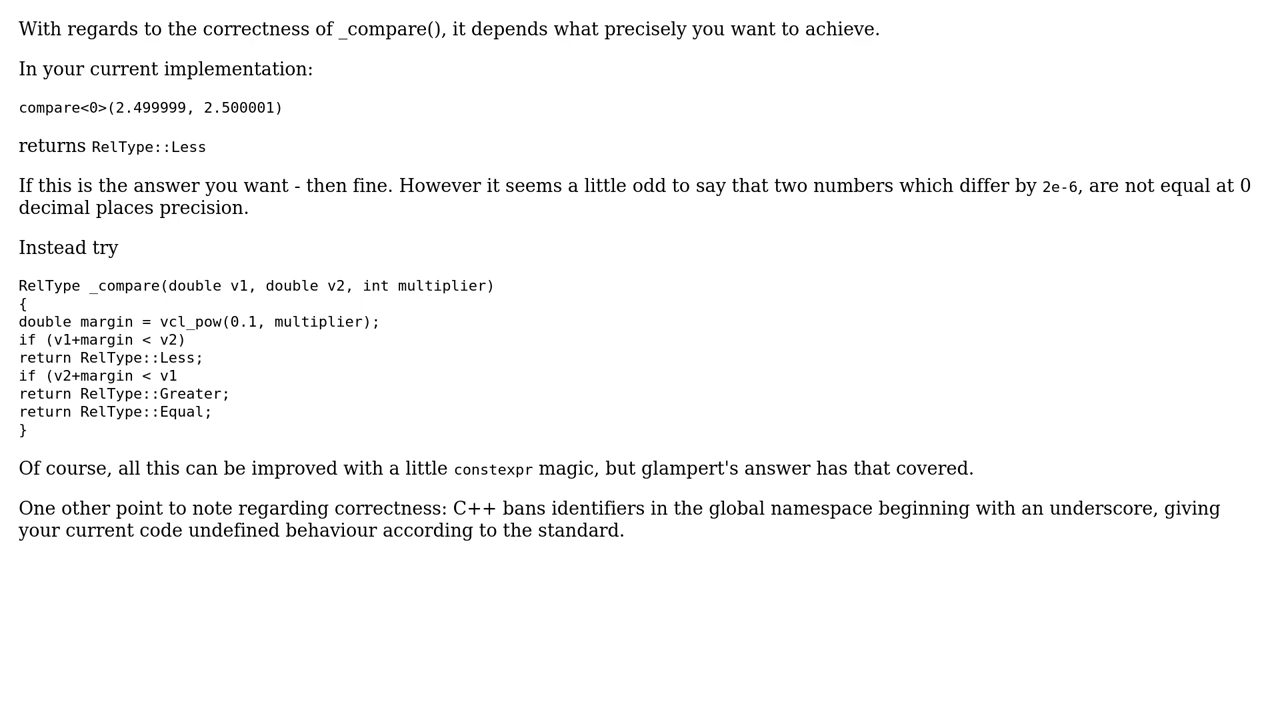 With regards to the correctness of _compare(), it depends what precisely you want to achieve.
In your current implementation:
compare<0>(2.499999, 2.500001)
returns RelType::Less
If this is the answer you want - then fine. However it seems a little odd to say that two numbers which differ by 2e-6, are not equal at 0
decimal places precision.
Instead try
RelType _compare(double v1, double v2, int multiplier)
{
double margin = vcl_pow(0.1, multiplier);
if (v1+margin < v2)
return RelType::Less;
if (v2+margin < v1
return RelType::Greater;
return RelType::Equal;
}
Of course, all this can be improved with a little constexpr magic, but glampert's answer has that covered.
One other point to note regarding correctness: C++ bans identifiers in the global namespace beginning with an underscore, giving
your current code undefined behaviour according to the standard.